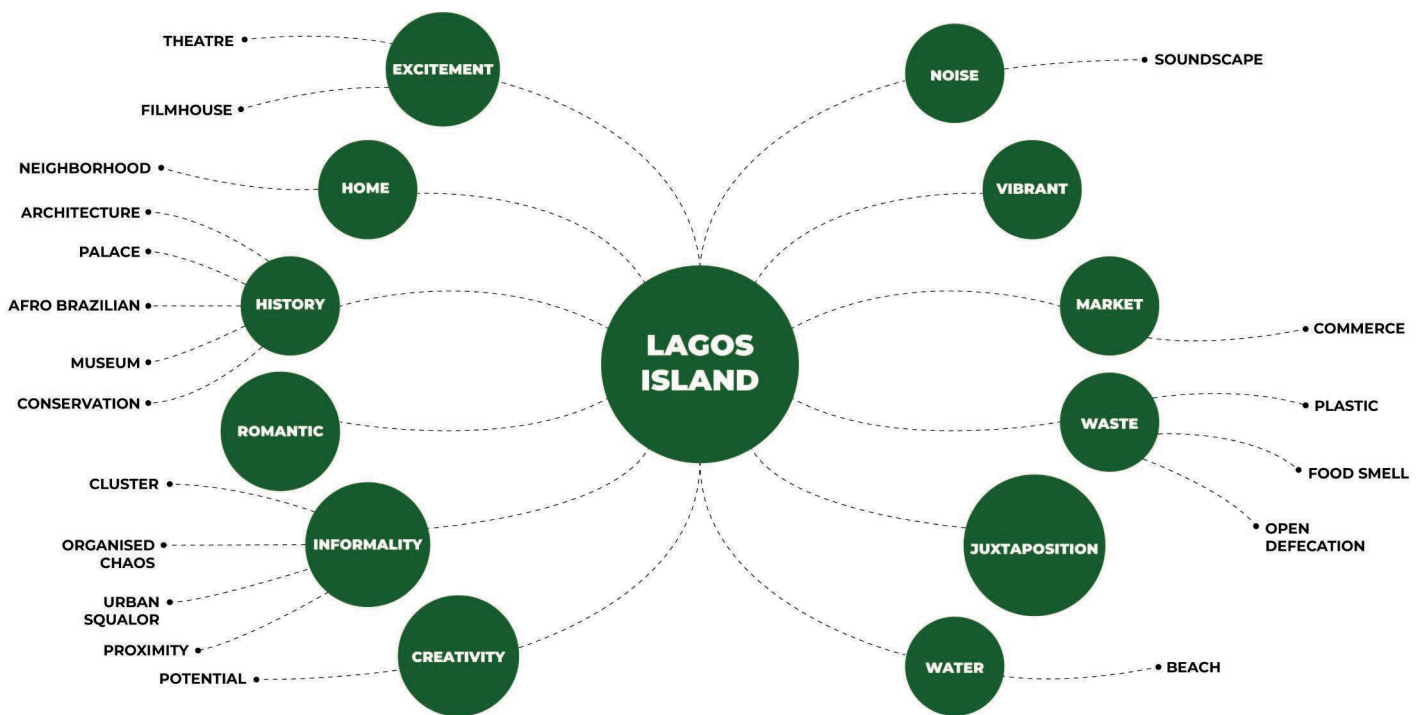 THEATRE
EXCITEMENT
FILMHOUSE
NEIGHBORHOOD
HOME
ARCHITECTURE
PALACE
AFRO BRAZILIAN
HISTORY
MUSEUM
CONSERVATION
ROMANTIC
CLUSTER
ORGANISED
CHAOS
INFORMALITY
URBAN
SQUALOR
PROXIMITY
POTENTIAL
CREATIVITY
LAGOS
ISLAND
NOISE
SOUNDSCAPE
VIBRANT
MARKET
COMMERCE
WASTE
PLASTIC
FOOD SMELL
OPEN
DEFECATION
JUXTAPOSITION
WATER
BEACH